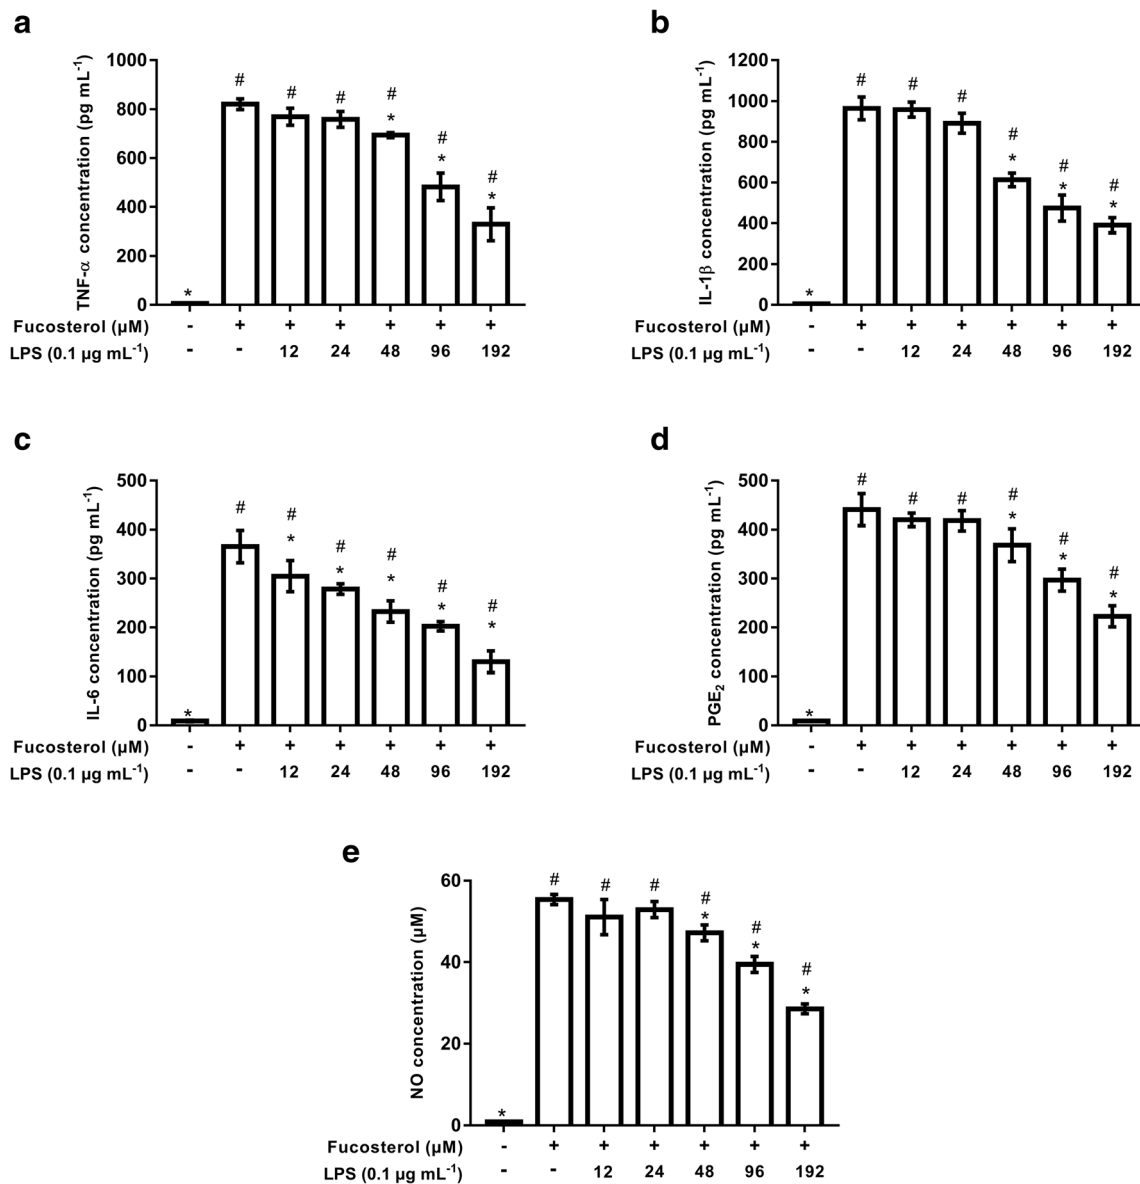 a
TNF-α concentration (pg mL⁻¹)
1000
800
600
400
200
0
# # # # # #
* * * *
Fucosterol (µM) - + + + + + +
LPS (0.1 µg mL⁻¹) - - 12 24 48 96 192
b
IL-1β concentration (pg mL⁻¹)
1200
1000
800
600
400
200
0
# # # # # #
* * * *
Fucosterol (µM) - + + + + + +
LPS (0.1 µg mL⁻¹) - - 12 24 48 96 192
c
IL-6 concentration (pg mL⁻¹)
500
400
300
200
100
0
# # # # # #
* * * * * *
Fucosterol (µM) - + + + + + +
LPS (0.1 µg mL⁻¹) - - 12 24 48 96 192
d
PGE₂ concentration (pg mL⁻¹)
500
400
300
200
100
0
# # # # # #
* * * *
Fucosterol (µM) - + + + + + +
LPS (0.1 µg mL⁻¹) - - 12 24 48 96 192
e
NO concentration (µM)
60
40
20
0
# # # # # #
* * * *
Fucosterol (µM) - + + + + + +
LPS (0.1 µg mL⁻¹) - - 12 24 48 96 192